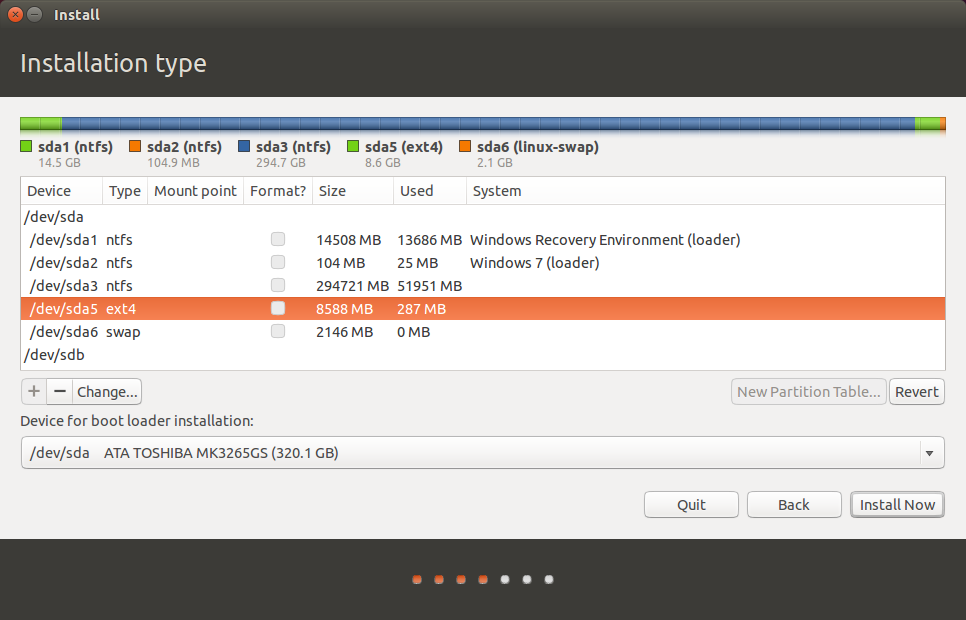 Install
Installation type
sda1 (ntfs) sda2 (ntfs) sda3 (ntfs) sda5 (ext4) sda6 (linux-swap)
14.5 GB 104.9 MB 294.7 GB 8.6 GB 2.1 GB
Device Type Mount point Format? Size Used System
/dev/sda
/dev/sda1 ntfs 14508 MB 13686 MB Windows Recovery Environment (loader)
/dev/sda2 ntfs 104 MB 25 MB Windows 7 (loader)
/dev/sda3 ntfs 294721 MB 51951 MB
/dev/sda5 ext4 8588 MB 287 MB
/dev/sda6 swap 2146 MB 0 MB
/dev/sdb
+ − Change... New Partition Table... Revert
Device for boot loader installation:
/dev/sda ATA TOSHIBA MK3265GS (320.1 GB)
Quit Back Install Now